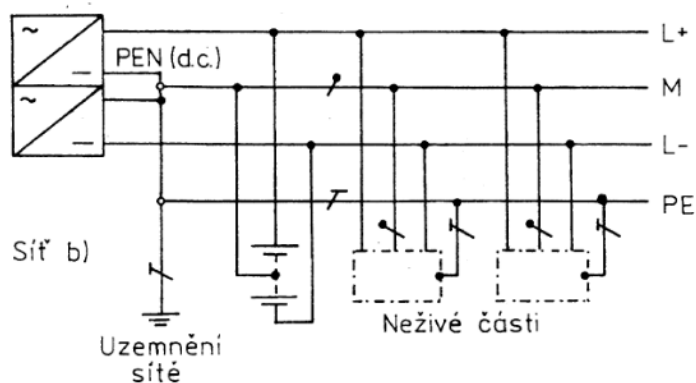 L+
PEN (d.c.)
M
L-
PE
Síť b)
Neživé části
Uzemnění
sítě